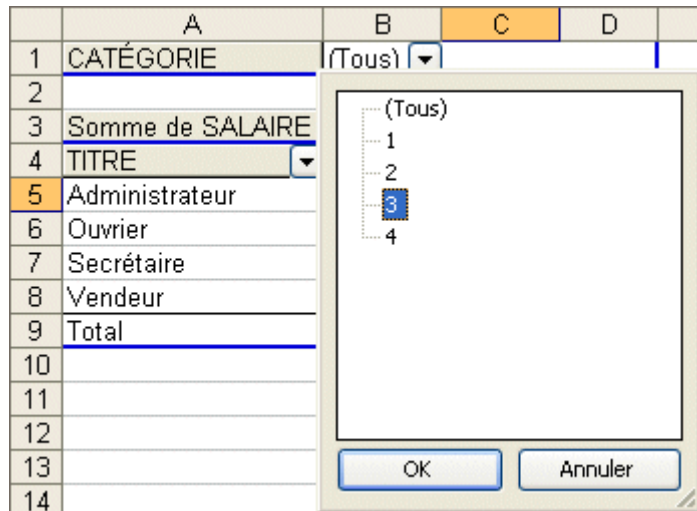 A B C D
1 CATÉGORIE (Tous)
2
3 Somme de SALAIRE
4 TITRE
5 Administrateur
6 Ouvrier
7 Secrétaire
8 Vendeur
9 Total
10
11
12
13
14
(Tous)
1
2
3
4
OK Annuler